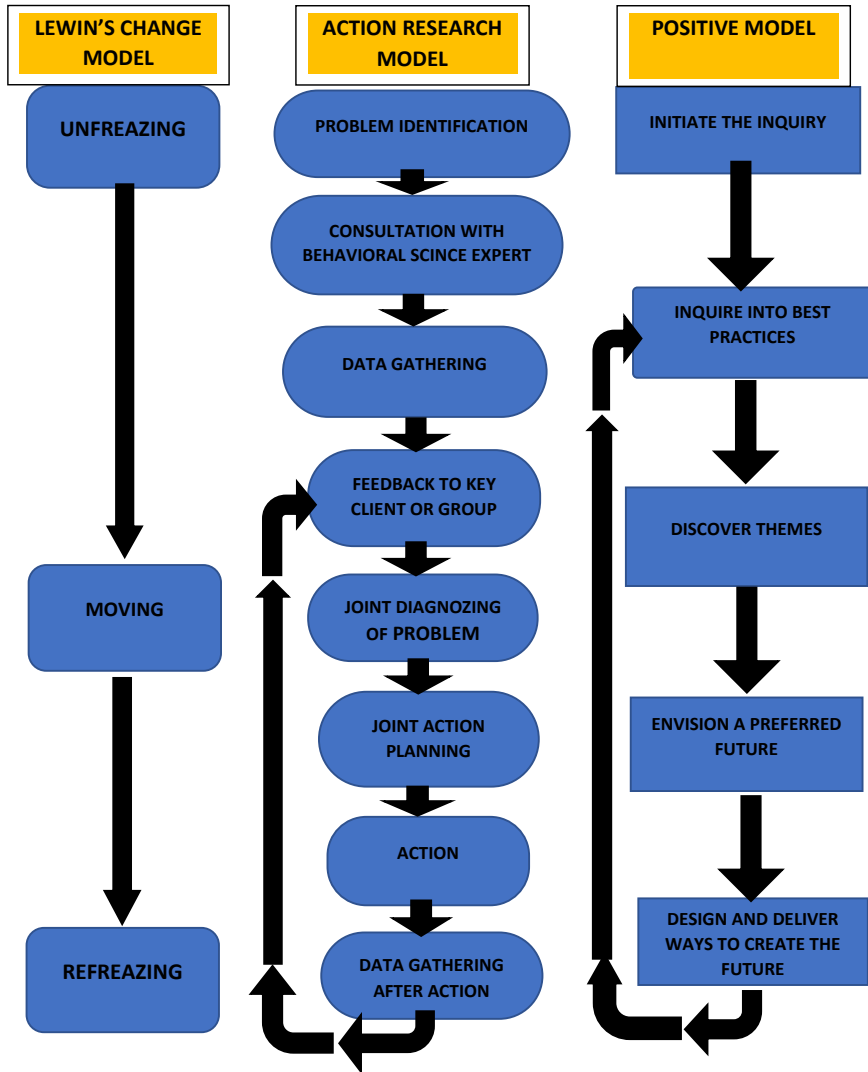 LEWIN'S CHANGE
MODEL
UNFREAZING
MOVING
REFREAZING
ACTION RESEARCH
MODEL
PROBLEM IDENTIFICATION
CONSULTATION WITH
BEHAVIORAL SCINCE EXPERT
DATA GATHERING
FEEDBACK TO KEY
CLIENT OR GROUP
JOINT DIAGNOZING
OF PROBLEM
JOINT ACTION
PLANNING
ACTION
DATA GATHERING
AFTER ACTION
POSITIVE MODEL
INITIATE THE INQUIRY
INQUIRE INTO BEST
PRACTICES
DISCOVER THEMES
ENVISION A PREFERRED
FUTURE
DESIGN AND DELIVER
WAYS TO CREATE THE
FUTURE